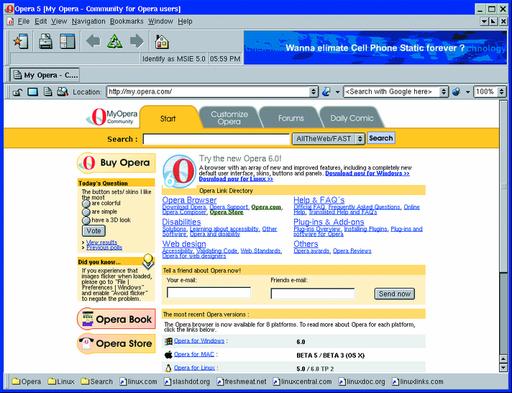 Opera 5 [My Opera - Community for Opera users]
File Edit View Navigation Bookmarks Window Help
Identify as MSIE 5.0 05:59 PM
Wanna elimate Cell Phone Static forever ?
My Opera - C....
Location: http://my.opera.com/ <Search with Google here> 100%
MyOpera
Community
Start
Customize
Opera
Forums
Daily Comic
Search : AllTheWeb/FAST Search
Buy Opera
Today's Question
The button sets/ skins I like
the most
are colorful
are simple
have a 3D look
Vote
› View results
› Previous polls
Did you know...
If you experience that
images flicker when loaded,
please go to "File |
Preferences | Windows"
and enable "Avoid flicker"
to negate the problem.
Opera Book
Opera Store
Try the new Opera 6.0!
A browser with an array of new and improved features, including a completely
new default user interface, skins, buttons and panels. Download now for Windows >>
Download now for Linux >>
Opera Link Directory
Opera Browser
Download Opera, Opera Support, Opera.com,
Opera Composer, Opera Store
Help & FAQ's
Official FAQ, Frequently Asked Questions, Online
Help, Translated Help and FAQ's
Disabilities
Solutions, Learning about accessibility, Other
software, Opera and disability
Plug-ins & Add-ons
Plug-ins Overview, Installing Plugins, Plug-ins and
software for Opera
Web design
Accessibility, Validating Code, Web Standards,
Opera for web designers
Others
Opera awards, Opera Reviews
Tell a friend about Opera now!
Your e-mail:
Friends e-mail:
Send now
The most recent Opera versions :
The Opera browser is now available for 8 platforms. To read more about Opera for each platform,
click the links below.
Opera for Windows : 6.0
Opera for MAC : BETA 5 / BETA 3 (OS X)
Opera for Linux : 5.0 / 6.0 TP 2
Opera Linux Search linux.com slashdot.org freshmeat.net linuxcentral.com linuxdoc.org linuxlinks.com